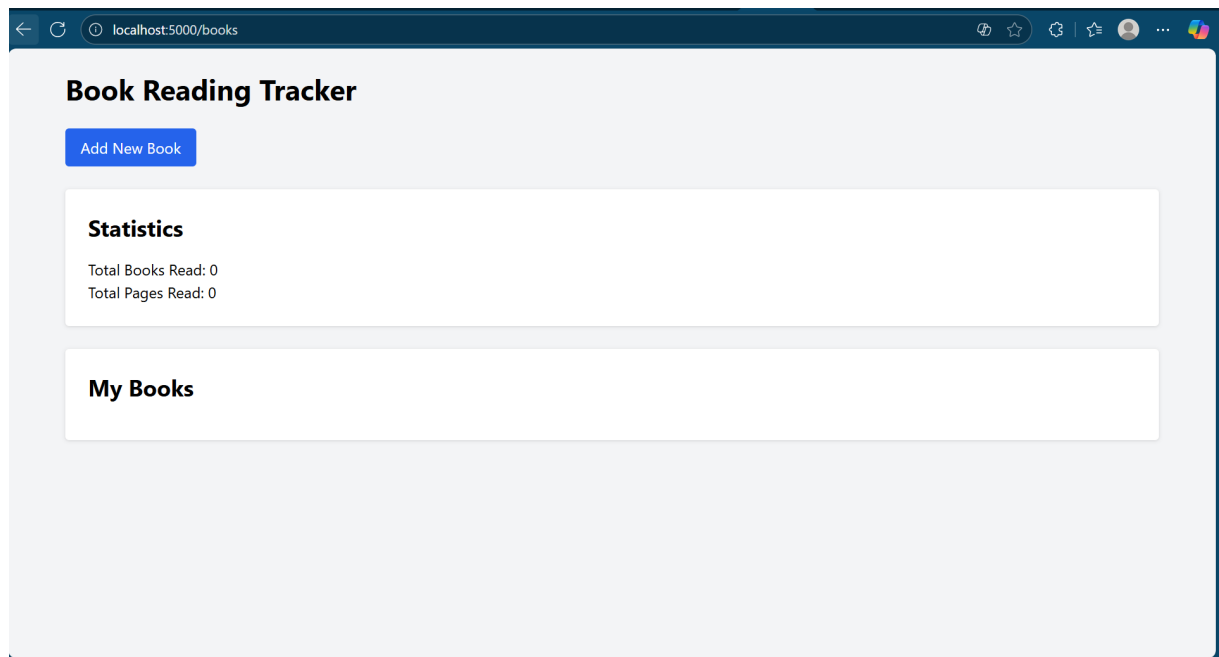 localhost:5000/books
Book Reading Tracker
Add New Book
Statistics
Total Books Read: 0
Total Pages Read: 0
My Books